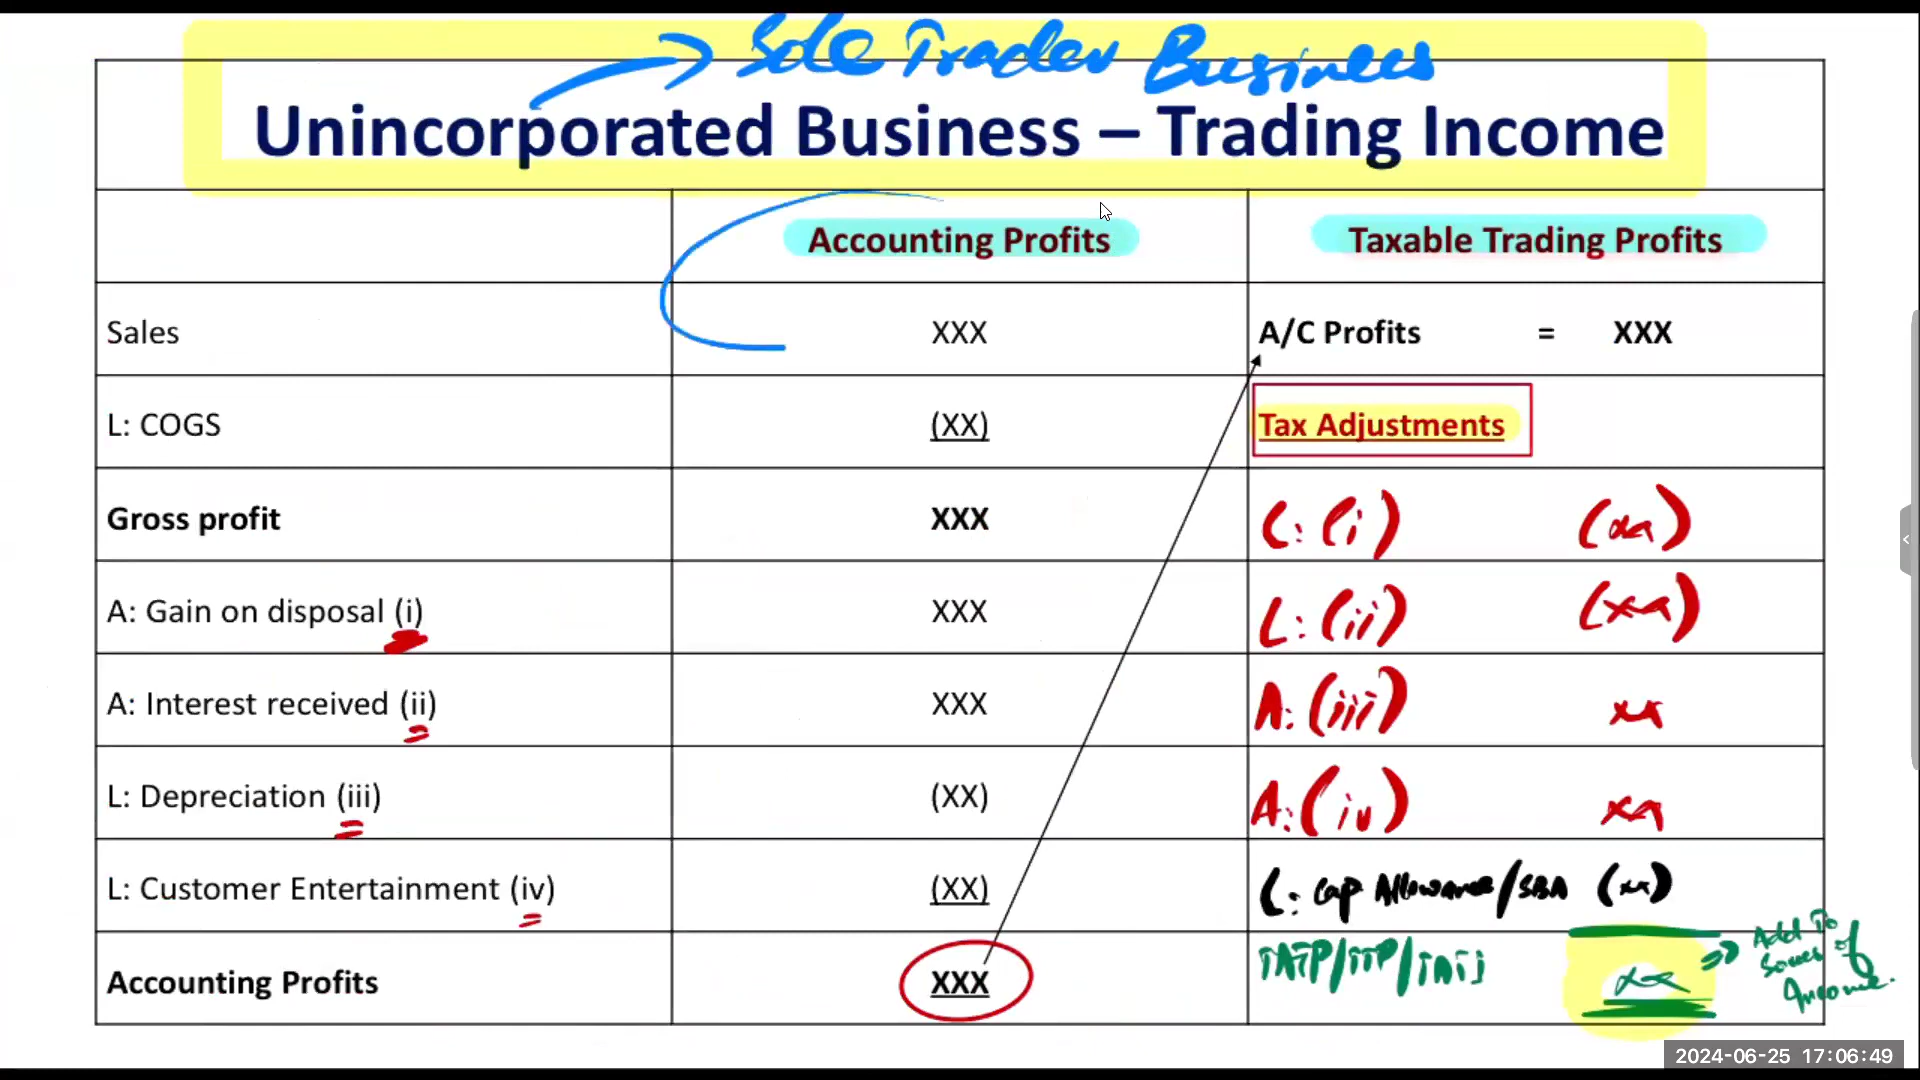 Sole Trader Business
Unincorporated Business – Trading Income
Accounting Profits Taxable Trading Profits
Sales XXX A/C Profits = XXX
L: COGS (XX) Tax Adjustments
Gross profit XXX L: (i) (xx)
A: Gain on disposal (i) XXX L: (ii) (xx)
A: Interest received (ii) XXX A: (iii) xx
L: Depreciation (iii) (XX) A: (iv) xx
L: Customer Entertainment (iv) (XX) L: Cap Allowance/SBA (xx)
Accounting Profits XXX TATP/TTP/ xx
Add To
of
Income.
2024-06-25 17:06:49